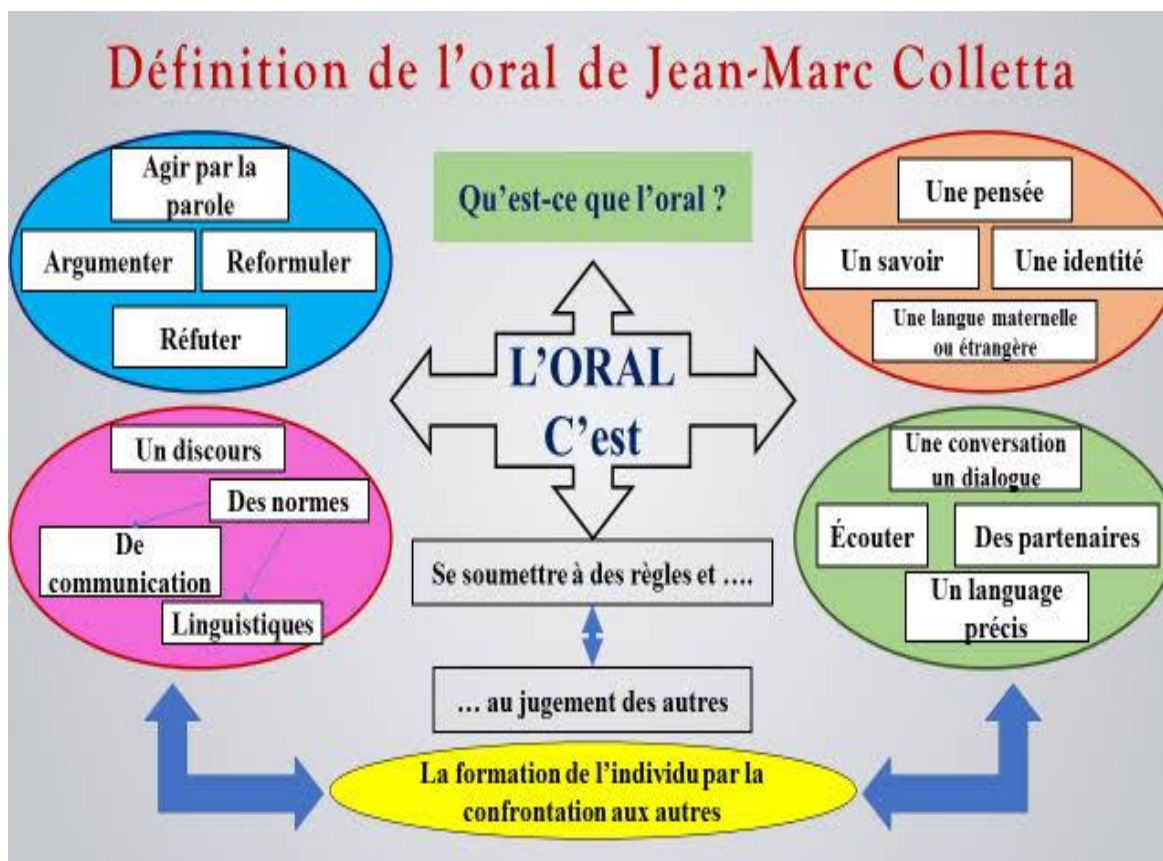 Définition de l'oral de Jean-Marc Colletta
Agir par la
parole
Argumenter
Reformuler
Réfuter
Qu'est-ce que l'oral ?
Une pensée
Un savoir
Une identité
Une langue maternelle
ou étrangère
L'ORAL
C'est
Un discours
Des normes
De
communication
Linguistiques
Une conversation
un dialogue
Écouter
Des partenaires
Un language
précis
Se soumettre à des règles et ....
... au jugement des autres
La formation de l'individu par la
confrontation aux autres